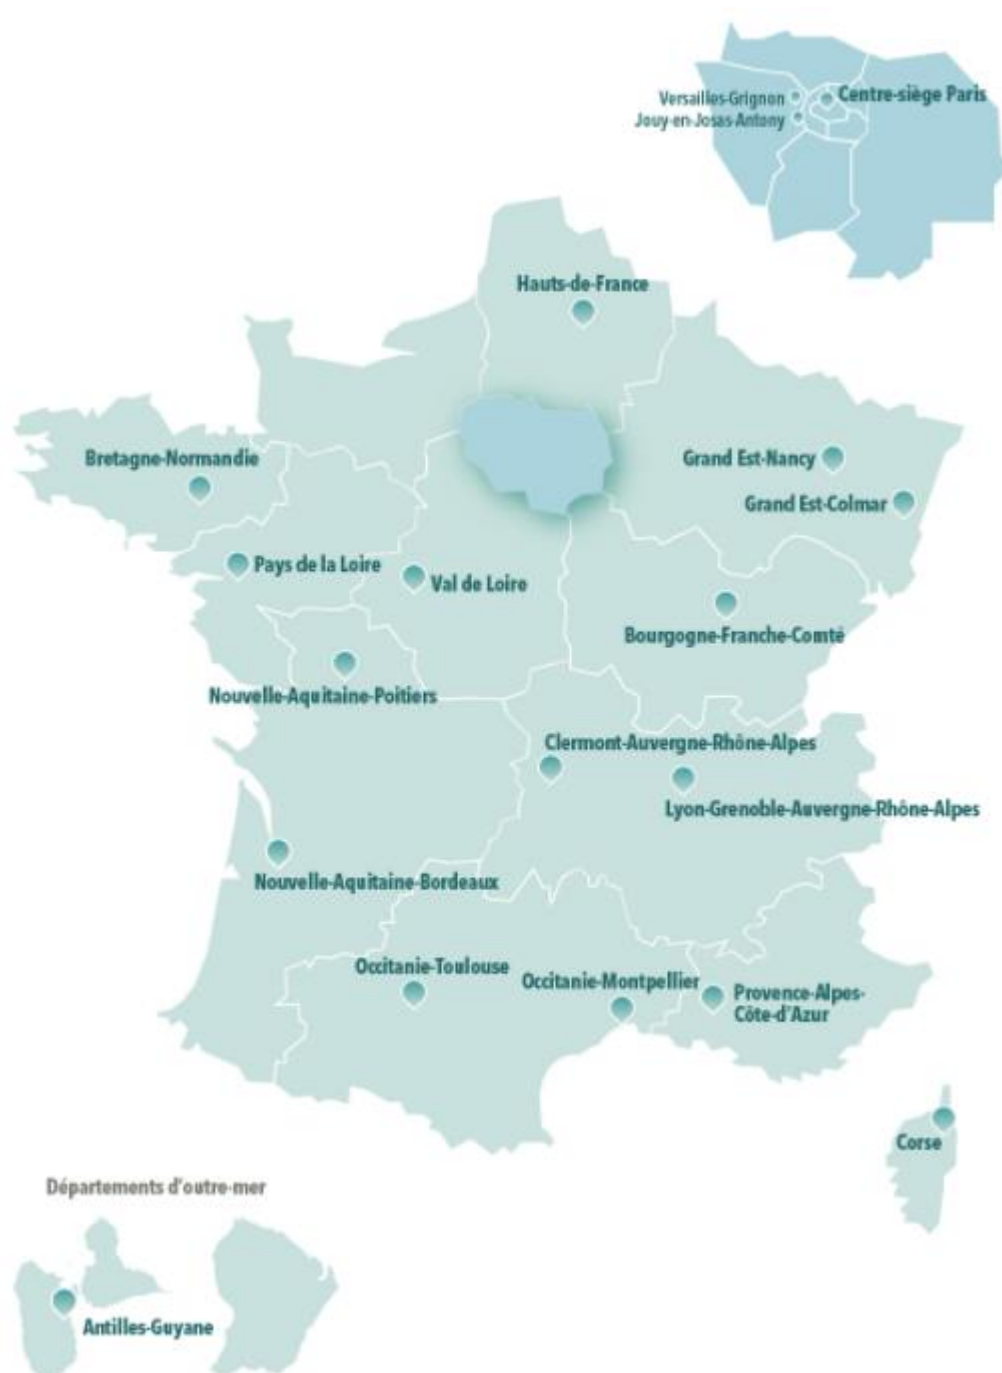 Versailles-Grignon
Centre-siège Paris
Jouy-en-Josas-Antony
Hauts-de-France
Bretagne-Normandie
Grand Est-Nancy
Grand Est-Colmar
Pays de la Loire
Val de Loire
Bourgogne-Franche-Comté
Nouvelle-Aquitaine-Poitiers
Clermont-Auvergne-Rhône-Alpes
Lyon-Grenoble-Auvergne-Rhône-Alpes
Nouvelle-Aquitaine-Bordeaux
Occitanie-Toulouse
Occitanie-Montpellier
Provence-Alpes-
Côte-d'Azur
Corse
Départements d'outre-mer
Antilles-Guyane